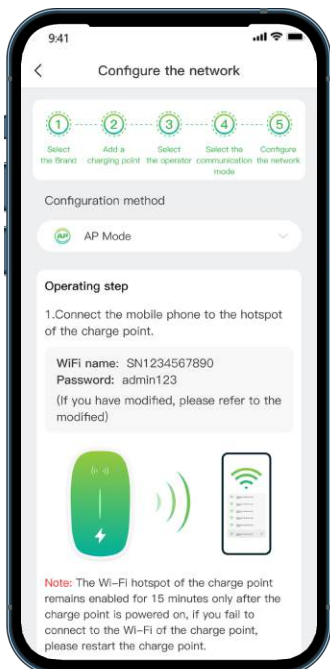 9:41
Configure the network
1 2 3 4 5
Select the Brand
Add a charging point
Select the operator
Select the communication mode
Configure the network
Configuration method
AP AP Mode
Operating step
1.Connect the mobile phone to the hotspot
of the charge point.
WiFi name: SN1234567890
Password: admin123
(If you have modified, please refer to the
modified)
Note: The Wi-Fi hotspot of the charge point
remains enabled for 15 minutes only after the
charge point is powered on, if you fail to
connect to the Wi-Fi of the charge point,
please restart the charge point.